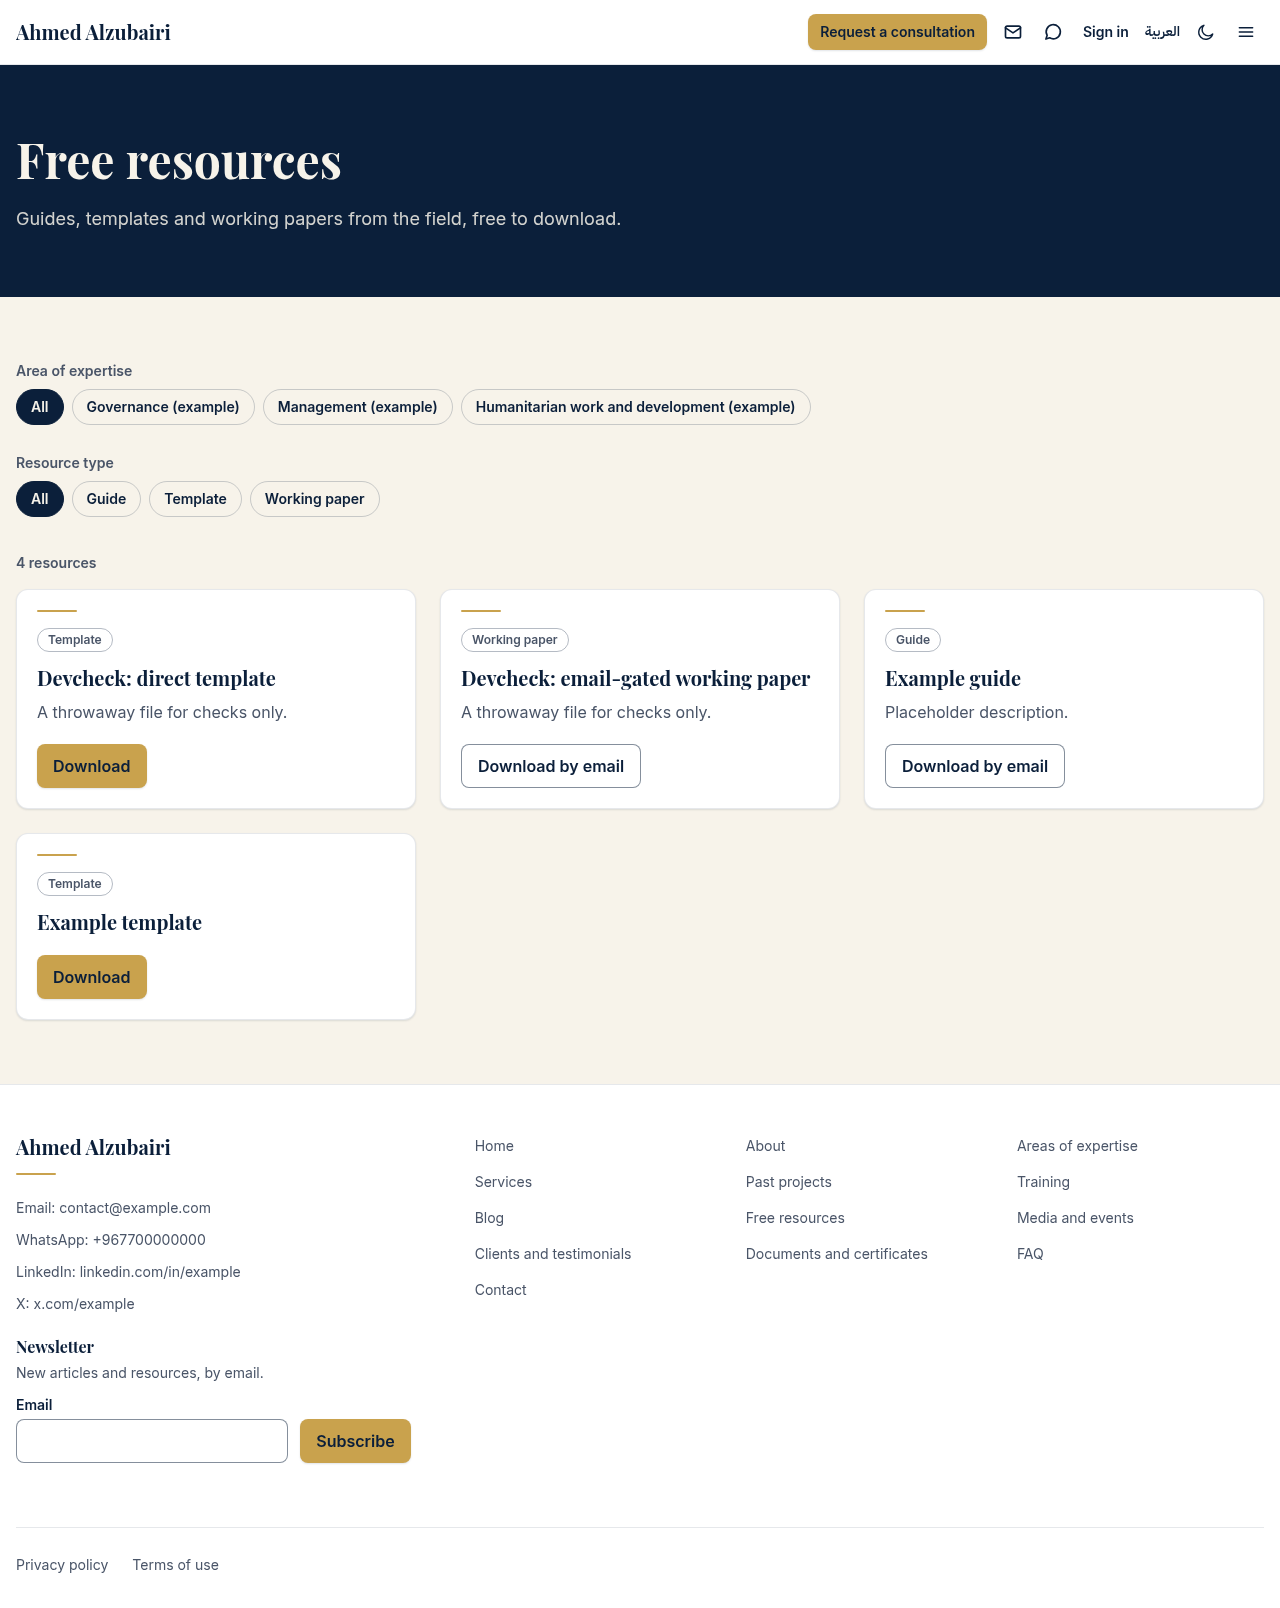 Ahmed Alzubairi
Request a consultation
Sign in
العربية
Free resources
Guides, templates and working papers from the field, free to download.
Area of expertise
All
Governance (example)
Management (example)
Humanitarian work and development (example)
Resource type
All
Guide
Template
Working paper
4 resources
Template
Devcheck: direct template
A throwaway file for checks only.
Download
Working paper
Devcheck: email-gated working paper
A throwaway file for checks only.
Download by email
Guide
Example guide
Placeholder description.
Download by email
Template
Example template
Download
Ahmed Alzubairi
Email: contact@example.com
WhatsApp: +967700000000
LinkedIn: linkedin.com/in/example
X: x.com/example
Newsletter
New articles and resources, by email.
Email
Subscribe
Home
About
Areas of expertise
Services
Past projects
Training
Blog
Free resources
Media and events
Clients and testimonials
Documents and certificates
FAQ
Contact
Privacy policy
Terms of use